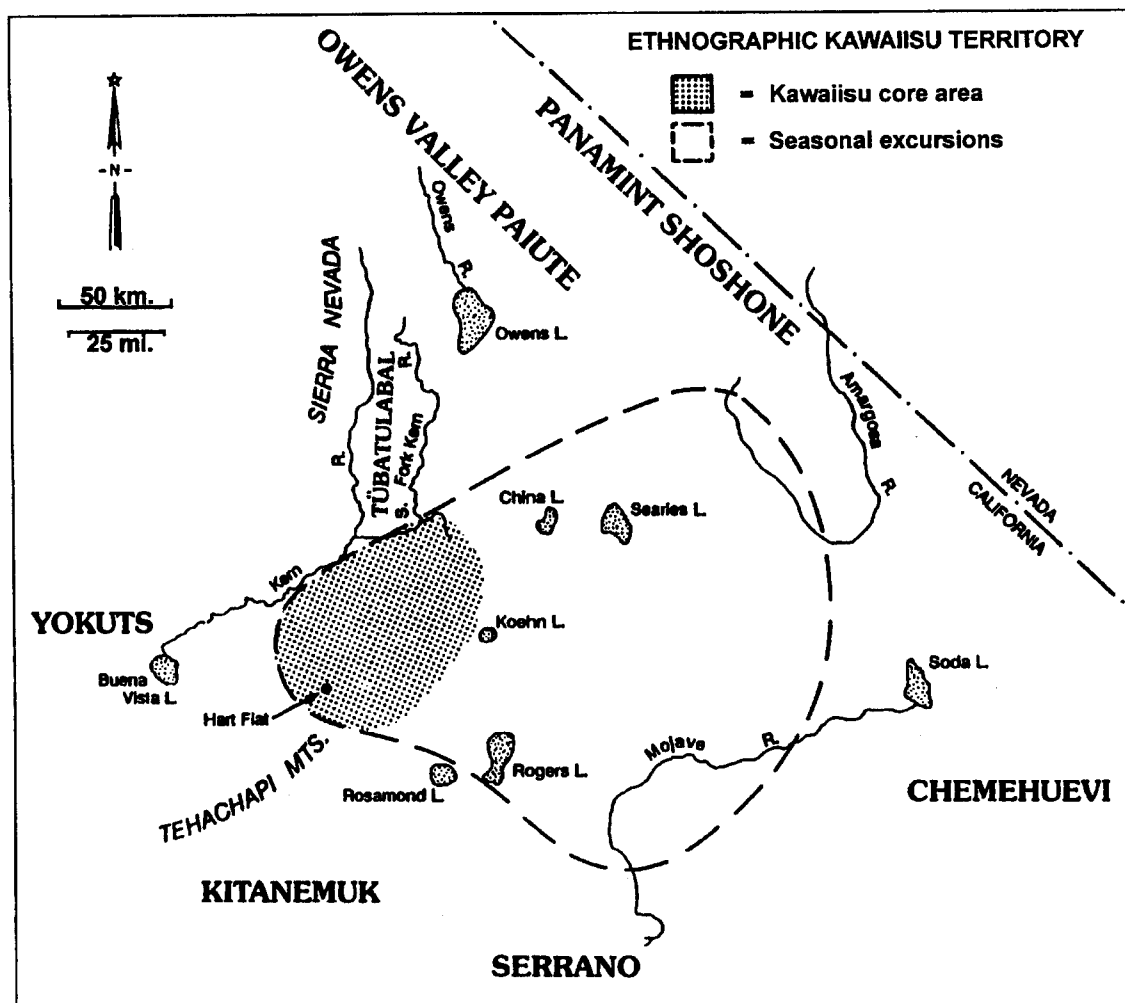 ETHNOGRAPHIC KAWAIISU TERRITORY
= Kawaiisu core area
= Seasonal excursions
OWENS VALLEY PAIUTE
PANAMINT SHOSHONE
-N-
50 km.
25 mi.
SIERRA NEVADA
Owens
R.
Owens L.
R.
TÜBATULABAL
R.
S. Fork Kern
Amargosa
R.
NEVADA
CALIFORNIA
China L.
Searles L.
Kern
YOKUTS
Koehn L.
Buena
Vista L.
Hart Flat
Soda L.
TEHACHAPI MTS.
Rosamond L.
Rogers L.
Mojave
R.
CHEMEHUEVI
KITANEMUK
SERRANO